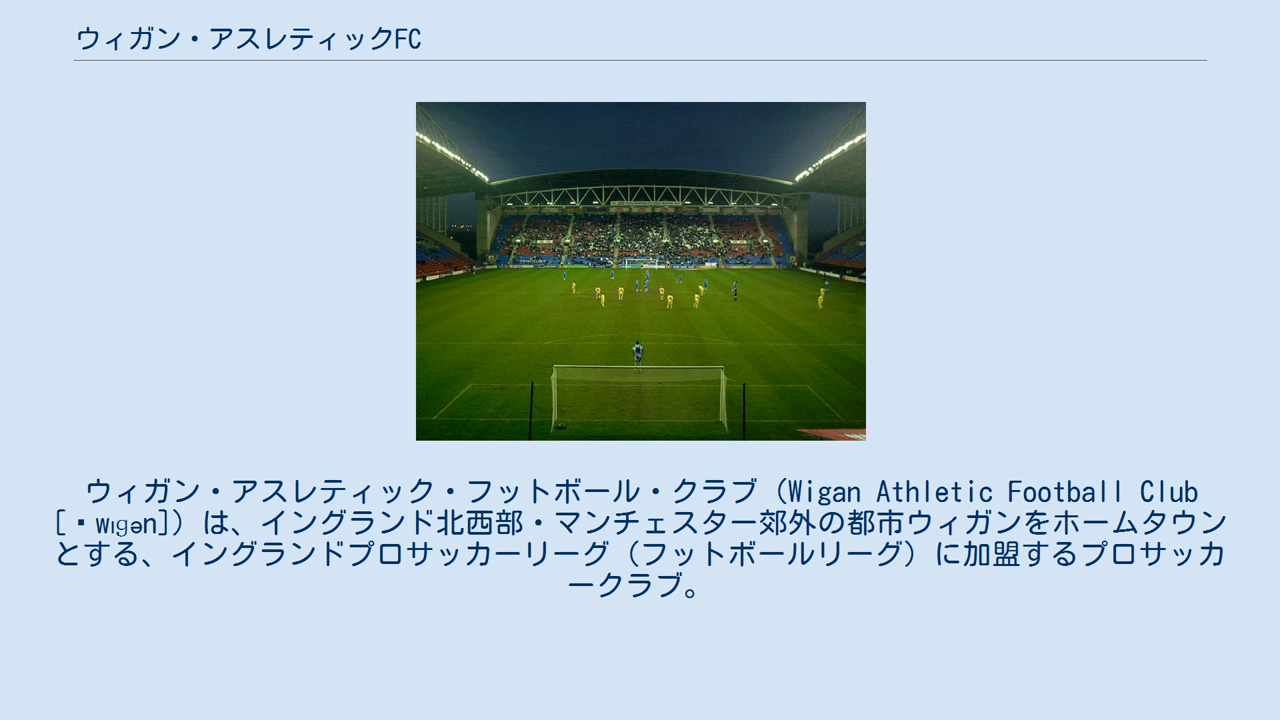 ウィガン・アスレティックFC
ウィガン・アスレティック・フットボール・クラブ（Wigan Athletic Football Club
[ˈwɪɡən]）は、イングランド北西部・マンチェスター郊外の都市ウィガンをホームタウン
とする、イングランドプロサッカーリーグ（フットボールリーグ）に加盟するプロサッカ
ークラブ。